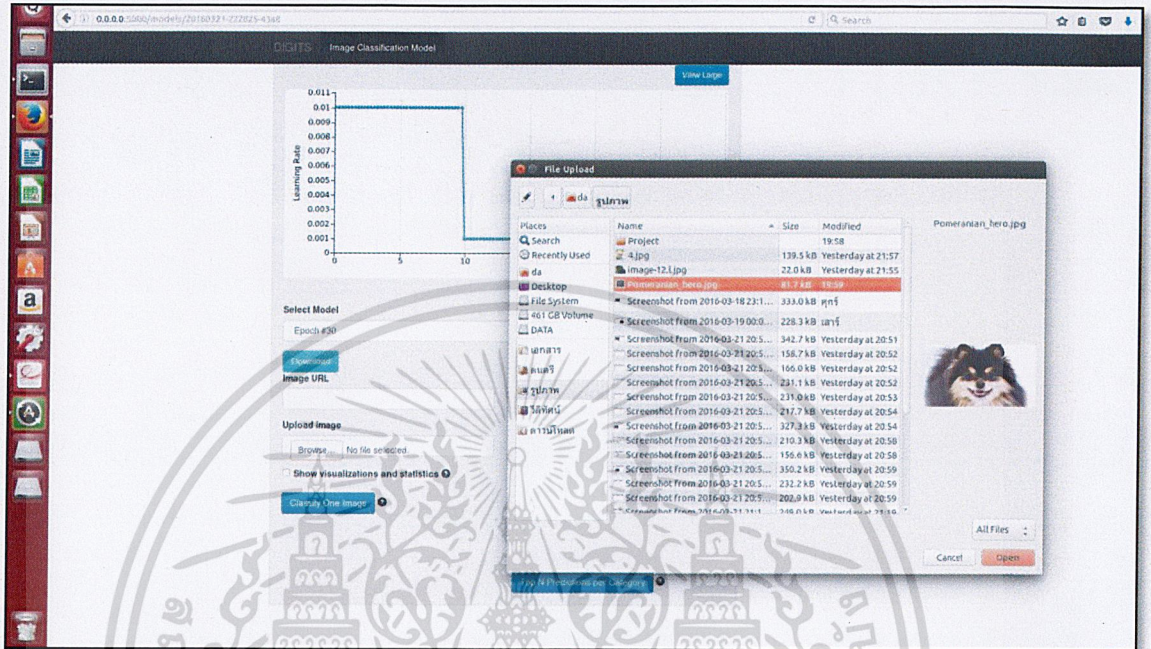 0.0.0.0:5000/models/20160321-222825-4348
Search
DIGITS Image Classification Model
View Large
0.011
0.01
0.009
0.008
0.007
0.006
0.005
0.004
0.003
0.002
0.001
0
Learning Rate
0 5 10
Select Model
Epoch #30
Download
Image URL
Upload image
Browse... No file selected.
Show visualizations and statistics
Classify One Image
Top N Predictions per Category
File Upload
da รูปภาพ
Places
Search
Recently Used
da
Desktop
File System
461 GB Volume
DATA
เอกสาร
ดนตรี
รูปภาพ
วีดิทัศน์
ดาวน์โหลด
Name Size Modified
Project 19:58
4.jpg 139.5 kB Yesterday at 21:57
image-12.l.jpg 22.0 kB Yesterday at 21:55
Pomeranian_hero.jpg 81.7 kB 19:59
Screenshot from 2016-03-18 23:1... 333.0 kB ศุกร์
Screenshot from 2016-03-19 00:0... 228.3 kB เสาร์
Screenshot from 2016-03-21 20:5... 342.7 kB Yesterday at 20:51
Screenshot from 2016-03-21 20:5... 158.7 kB Yesterday at 20:52
Screenshot from 2016-03-21 20:5... 166.0 kB Yesterday at 20:52
Screenshot from 2016-03-21 20:5... 231.1 kB Yesterday at 20:52
Screenshot from 2016-03-21 20:5... 231.0 kB Yesterday at 20:53
Screenshot from 2016-03-21 20:5... 217.7 kB Yesterday at 20:54
Screenshot from 2016-03-21 20:5... 327.3 kB Yesterday at 20:54
Screenshot from 2016-03-21 20:5... 210.3 kB Yesterday at 20:58
Screenshot from 2016-03-21 20:5... 156.6 kB Yesterday at 20:58
Screenshot from 2016-03-21 20:5... 350.2 kB Yesterday at 20:59
Screenshot from 2016-03-21 20:5... 232.2 kB Yesterday at 20:59
Screenshot from 2016-03-21 20:5... 202.9 kB Yesterday at 20:59
Screenshot from 2016-03-21 21:1... 249.0 kB Yesterday at 21:19
Pomeranian_hero.jpg
All Files
Cancel Open